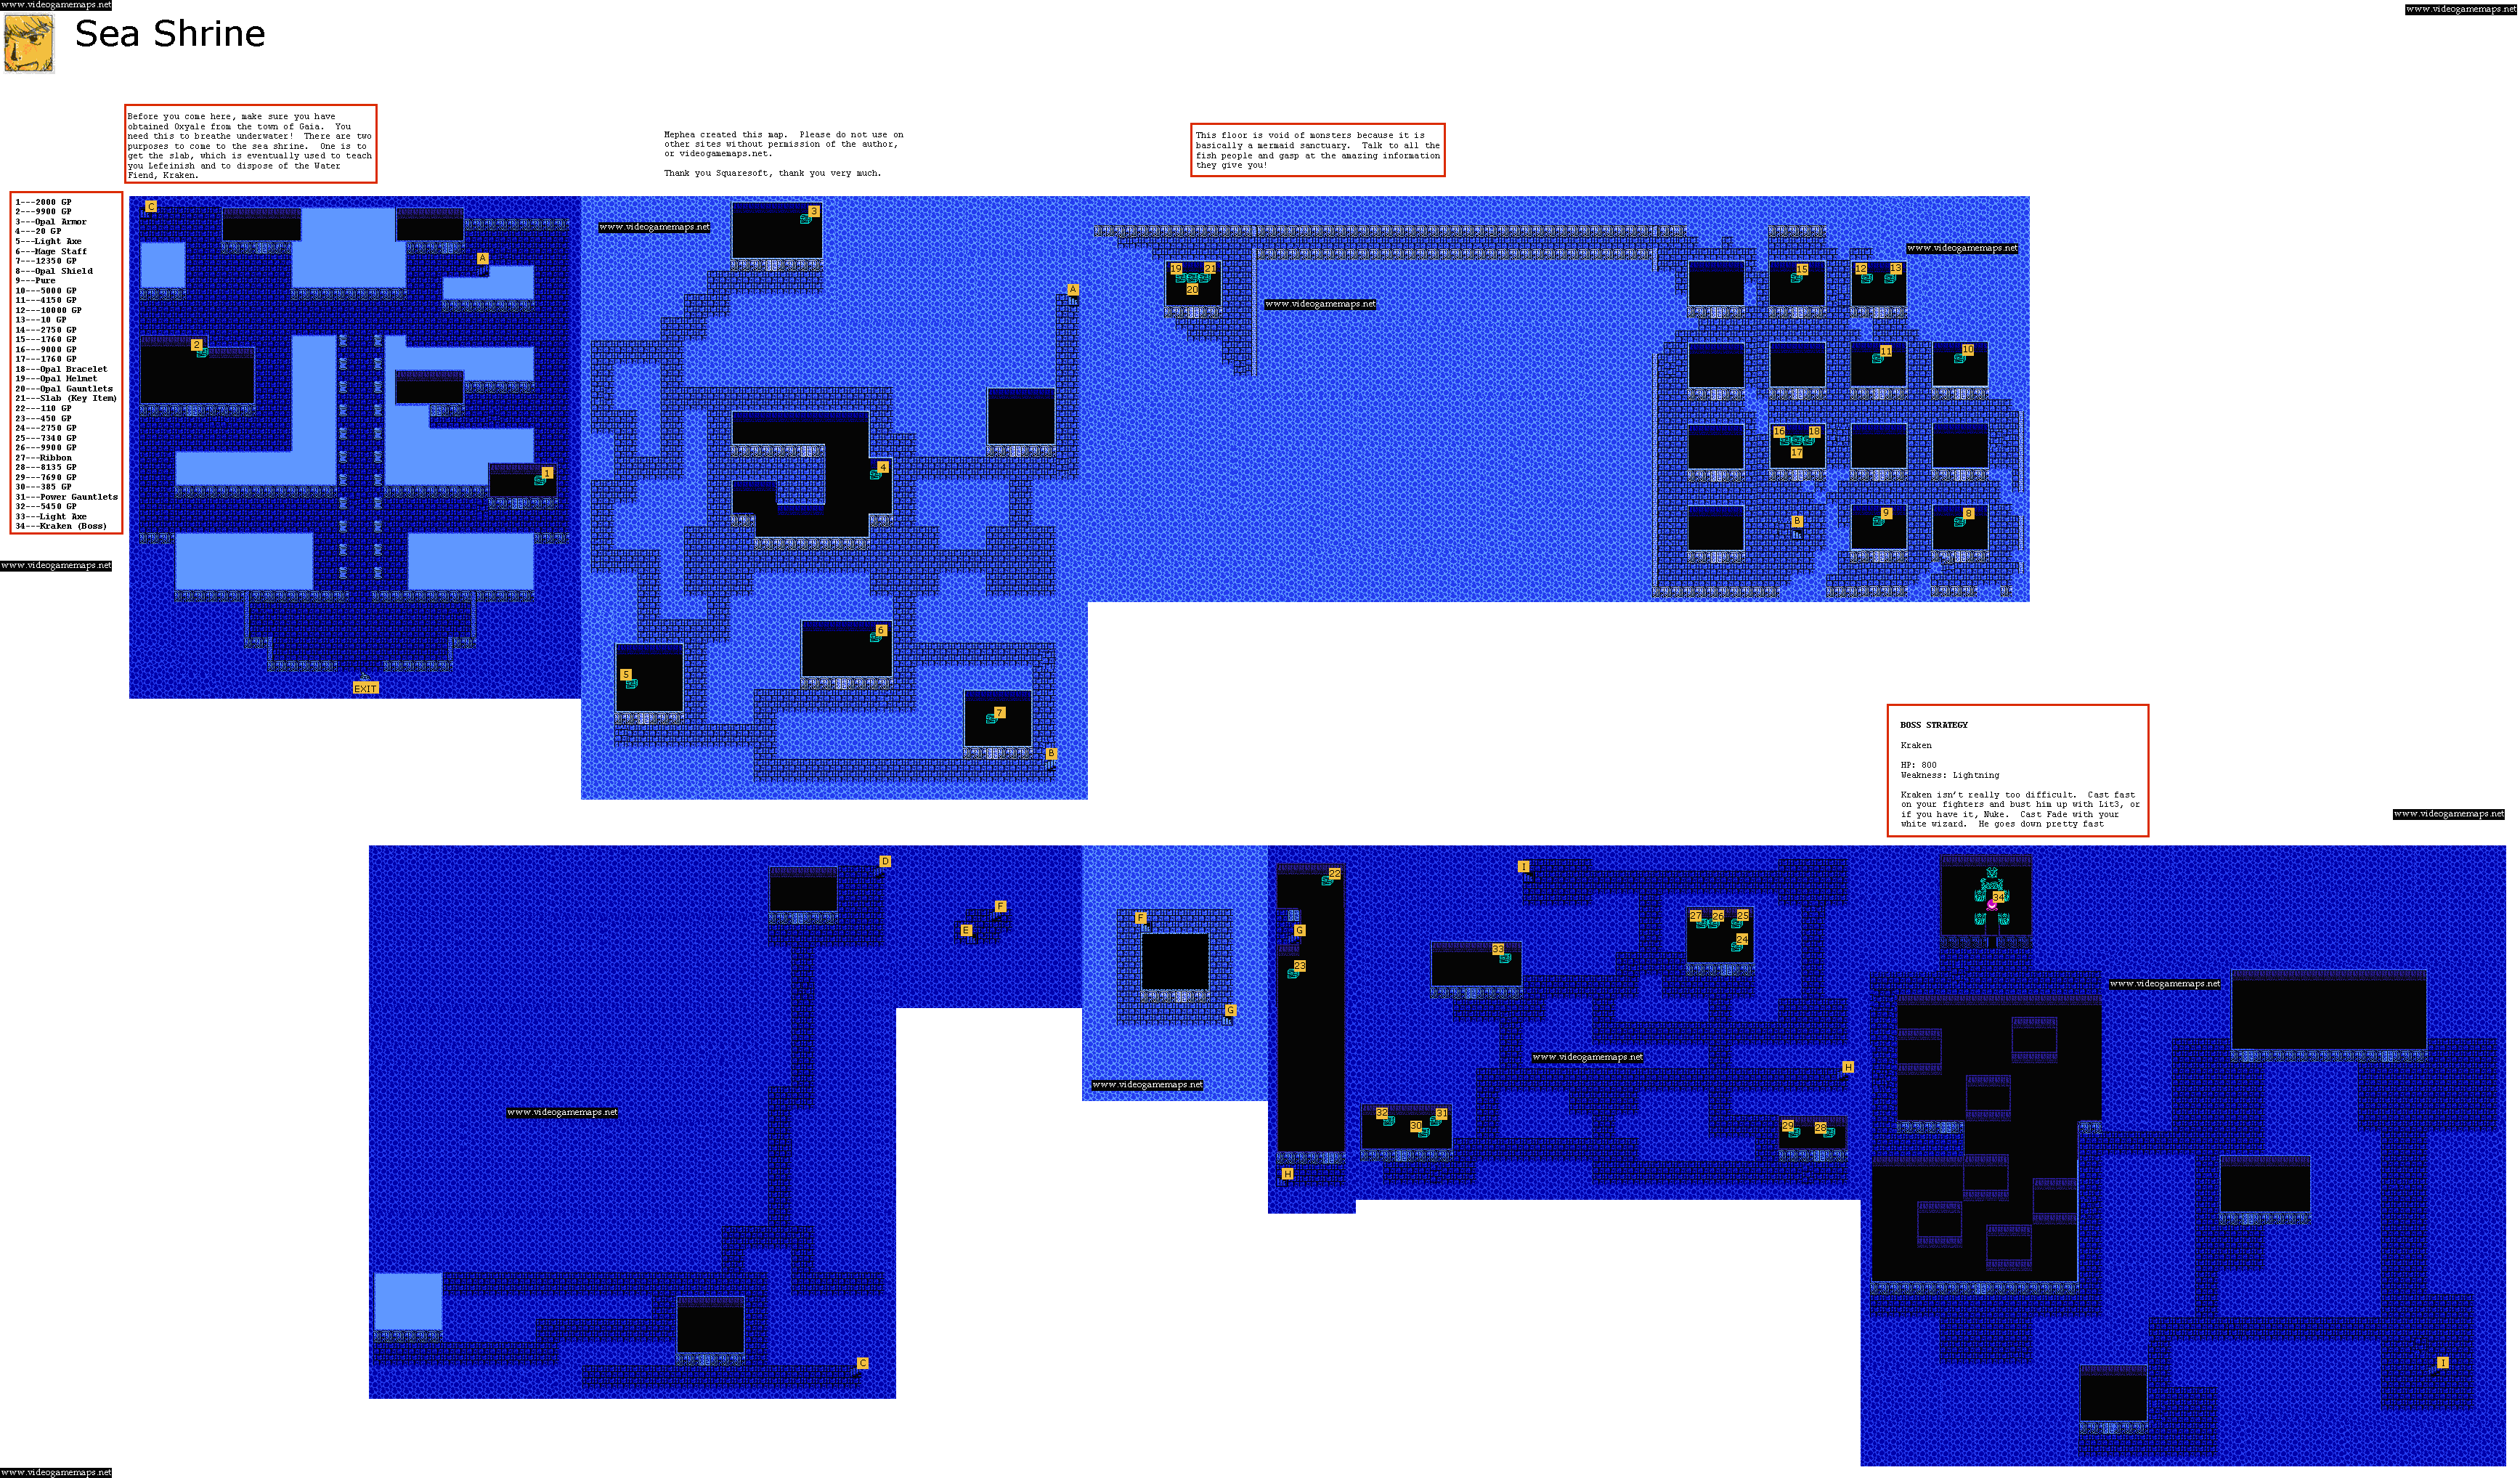 www.videogamemaps.net
www.videogamemaps.net
Sea Shrine
Before you come here, make sure you have
obtained Oxyale from the town of Gaia.  You
need this to breathe underwater!  There are two
purposes to come to the sea shrine.  One is to
get the slab, which is eventually used to teach
you Lefeinish and to dispose of the Water
Fiend, Kraken.
Mephea created this map.  Please do not use on
other sites without permission of the author,
or videogamemaps.net.
Thank you Squaresoft, thank you very much.
This floor is void of monsters because it is
basically a mermaid sanctuary.  Talk to all the
fish people and gasp at the amazing information
they give you!
1---2000 GP
2---9900 GP
3---Opal Armor
4---20 GP
5---Light Axe
6---Mage Staff
7---12350 GP
8---Opal Shield
9---Pure
10---5000 GP
11---4150 GP
12---10000 GP
13---10 GP
14---2750 GP
15---1760 GP
16---9000 GP
17---1760 GP
18---Opal Bracelet
19---Opal Helmet
20---Opal Gauntlets
21---Slab (Key Item)
22---110 GP
23---450 GP
24---2750 GP
25---7340 GP
26---9900 GP
27---Ribbon
28---8135 GP
29---7690 GP
30---385 GP
31---Power Gauntlets
32---5450 GP
33---Light Axe
34---Kraken (Boss)
www.videogamemaps.net
C
A
2
1
EXIT
www.videogamemaps.net
3
A
4
6
5
7
B
19
21
20
www.videogamemaps.net
www.videogamemaps.net
15
12
13
11
10
16
18
17
B
9
8
BOSS STRATEGY
Kraken
HP: 800
Weakness: Lightning
Kraken isn't really too difficult.  Cast fast
on your fighters and bust him up with Lit3, or
if you have it, Nuke.  Cast Fade with your
white wizard.  He goes down pretty fast
www.videogamemaps.net
D
F
E
www.videogamemaps.net
C
F
G
www.videogamemaps.net
22
G
23
H
I
27
26
25
24
33
www.videogamemaps.net
H
32
31
30
29
28
34
www.videogamemaps.net
I
www.videogamemaps.net